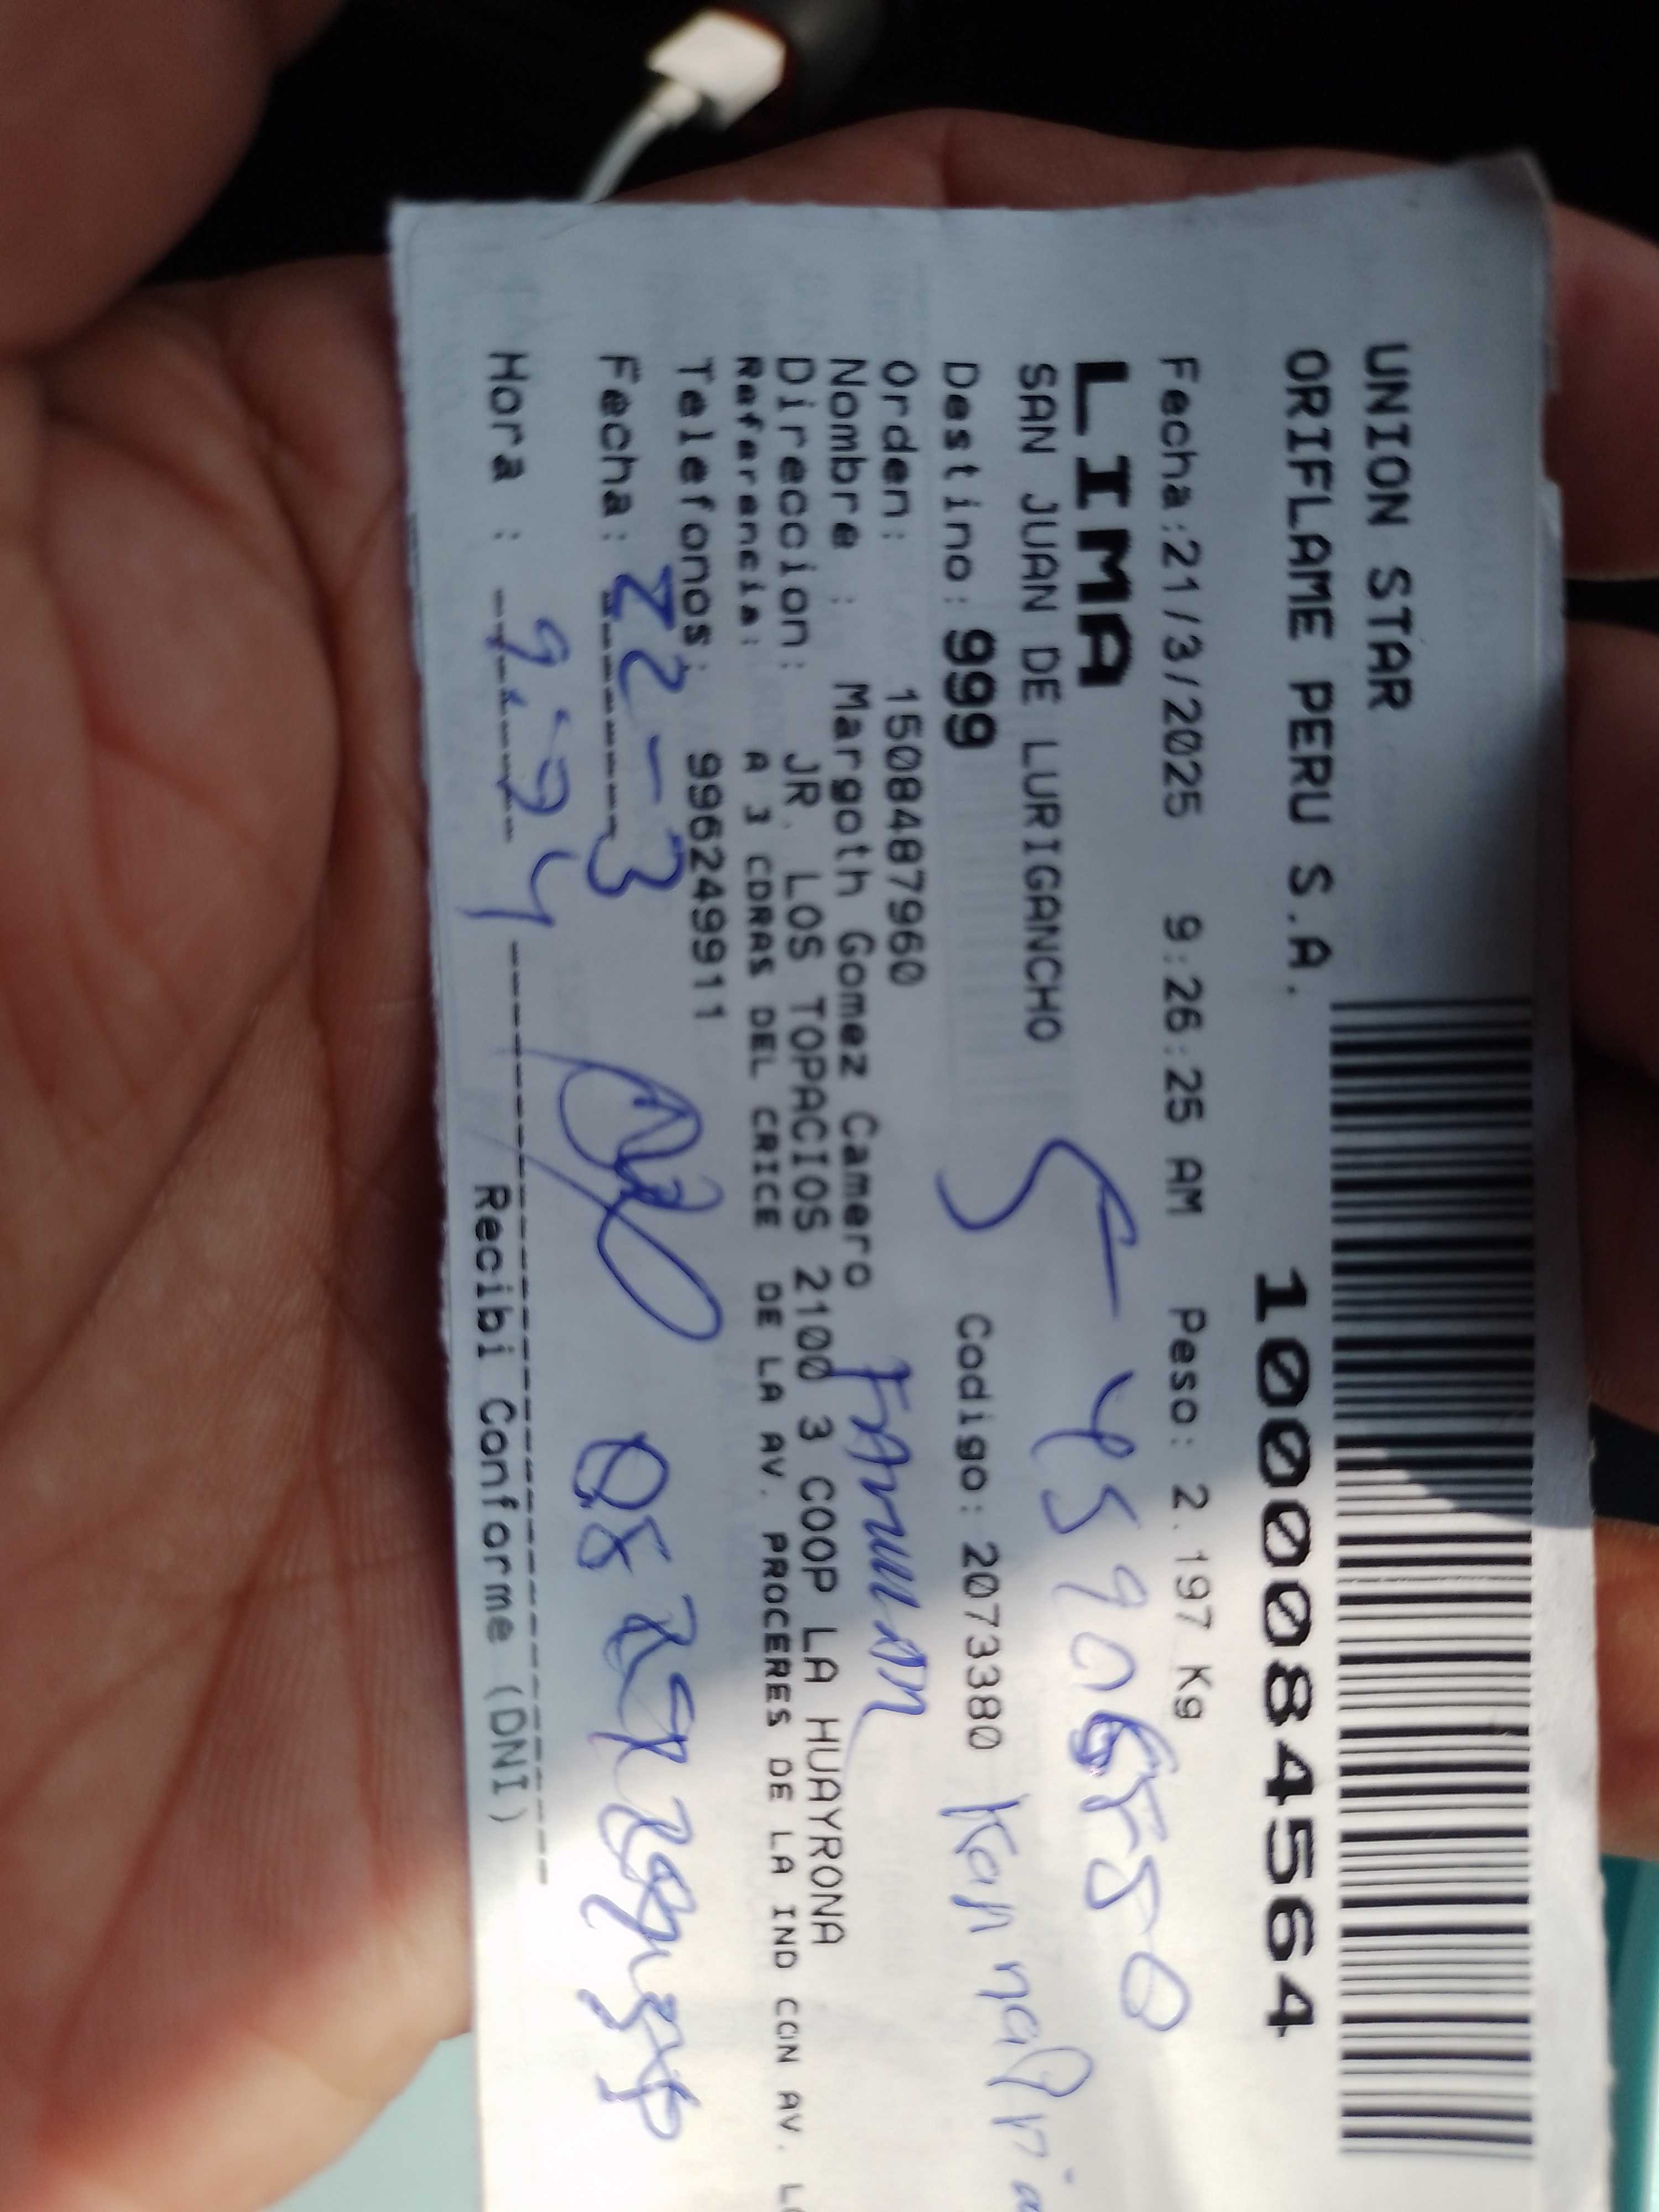 UNION STAR
ORIFLAME PERU S.A.
1000084564
Fecha:21/3/2025 9:26:25 AM Peso: 2.197 Kg
LIMA
SAN JUAN DE LURIGANCHO
Destino: 999 Codigo: 2073380
Orden: 15084487960
Nombre : Margoth Gomez Camero
Direccion: JR. LOS TOPACIOS 2100 3 COOP LA HUAYRONA
Referencia: A 3 CDRAS DEL CRICE DE LA AV. PROCERES DE LA IND CON AV. L
Telefonos: 996249911
Fecha: 22-3
Hora : 9:24
Recibi Conforme (DNI)